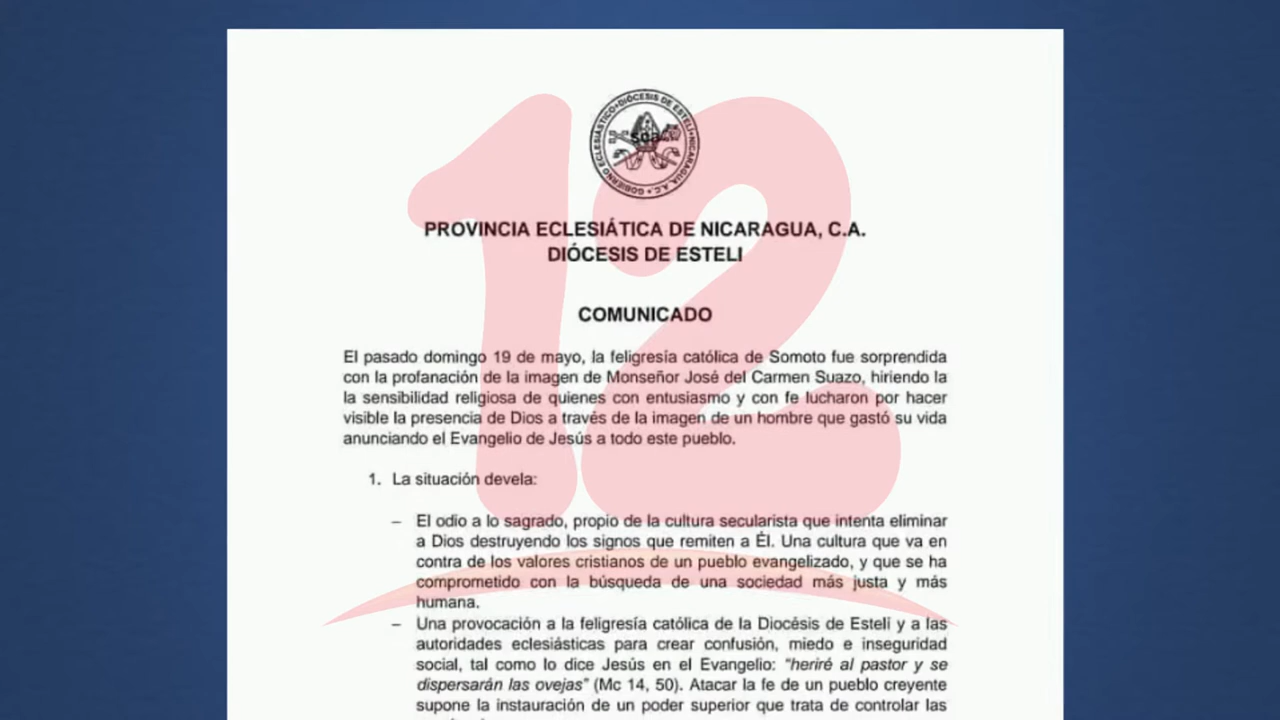 GOBIERNO ECLESIÁSTICO • DIÓCESIS DE ESTELÍ • NICARAGUA, A.C. •
12
PROVINCIA ECLESIÁTICA DE NICARAGUA, C.A.
DIÓCESIS DE ESTELI
COMUNICADO
El pasado domingo 19 de mayo, la feligresía católica de Somoto fue sorprendida
con la profanación de la imagen de Monseñor José del Carmen Suazo, hiriendo la
la sensibilidad religiosa de quienes con entusiasmo y con fe lucharon por hacer
visible la presencia de Dios a través de la imagen de un hombre que gastó su vida
anunciando el Evangelio de Jesús a todo este pueblo.
1. La situación devela:
– El odio a lo sagrado, propio de la cultura secularista que intenta eliminar
a Dios destruyendo los signos que remiten a Él. Una cultura que va en
contra de los valores cristianos de un pueblo evangelizado, y que se ha
comprometido con la búsqueda de una sociedad más justa y más
humana.
– Una provocación a la feligresía católica de la Diocésis de Estelí y a las
autoridades eclesiásticas para crear confusión, miedo e inseguridad
social, tal como lo dice Jesús en el Evangelio: "heriré al pastor y se
dispersarán las ovejas" (Mc 14, 50). Atacar la fe de un pueblo creyente
supone la instauración de un poder superior que trata de controlar las